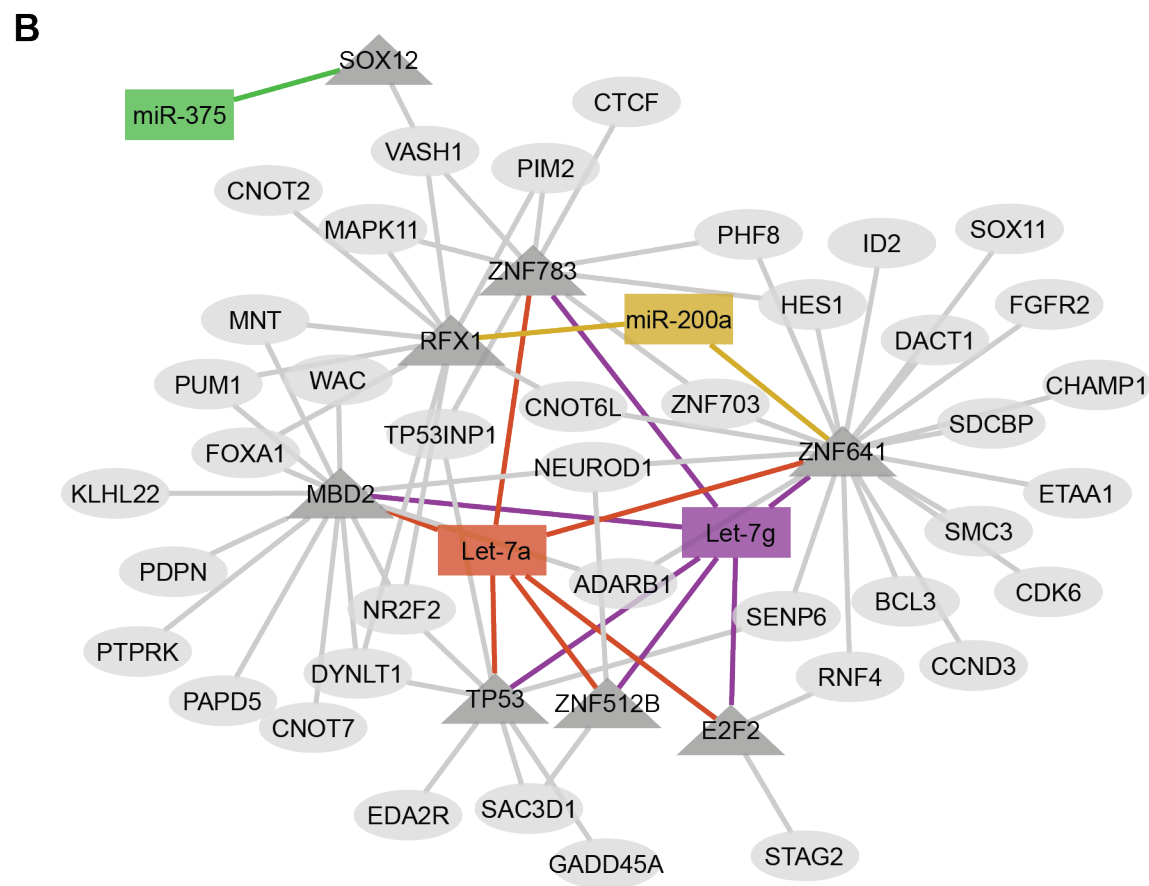 B
SOX12
CTCF
miR-375
VASH1
PIM2
CNOT2
MAPK11
PHF8
ID2
SOX11
ZNF783
HES1
FGFR2
MNT
miR-200a
RFX1
DACT1
PUM1
WAC
CHAMP1
CNOT6L
ZNF703
SDCBP
TP53INP1
FOXA1
ZNF641
NEUROD1
KLHL22
MBD2
ETAA1
Let-7g
SMC3
Let-7a
PDPN
ADARB1
CDK6
NR2F2
BCL3
SENP6
PTPRK
CCND3
DYNLT1
RNF4
PAPD5
TP53
ZNF512B
CNOT7
E2F2
EDA2R
SAC3D1
STAG2
GADD45A